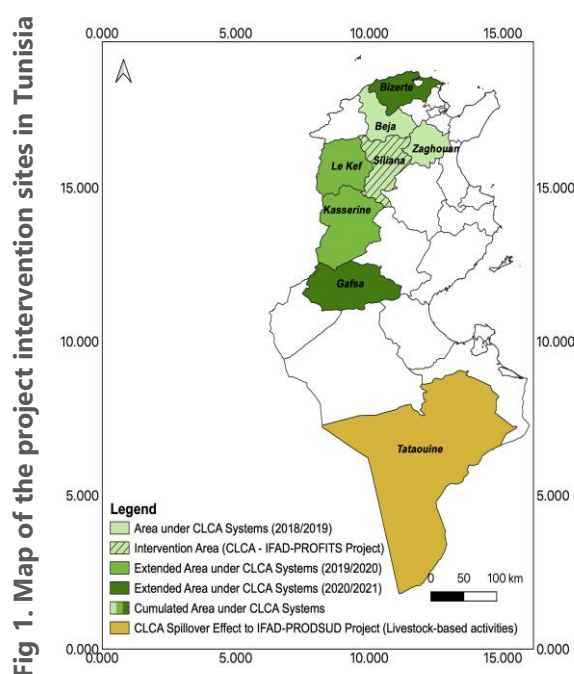 Fig 1. Map of the project intervention sites in Tunisia
0.000 5.000 10.000 15.000
Bizerte
Beja
Zaghouan
Siliana
Le Kef
15.000 15.000
Kasserine
Gafsa
10.000 10.000
Tataouine
5.000 5.000
Legend
Area under CLCA Systems (2018/2019)
Intervention Area (CLCA - IFAD-PROFITS Project)
Extended Area under CLCA Systems (2019/2020)
Extended Area under CLCA Systems (2020/2021)
Cumulated Area under CLCA Systems
CLCA Spillover Effect to IFAD-PRODSUD Project (Livestock-based activities)
0 50 100 km
0.000 0.000
0.000 5.000 10.000 15.000